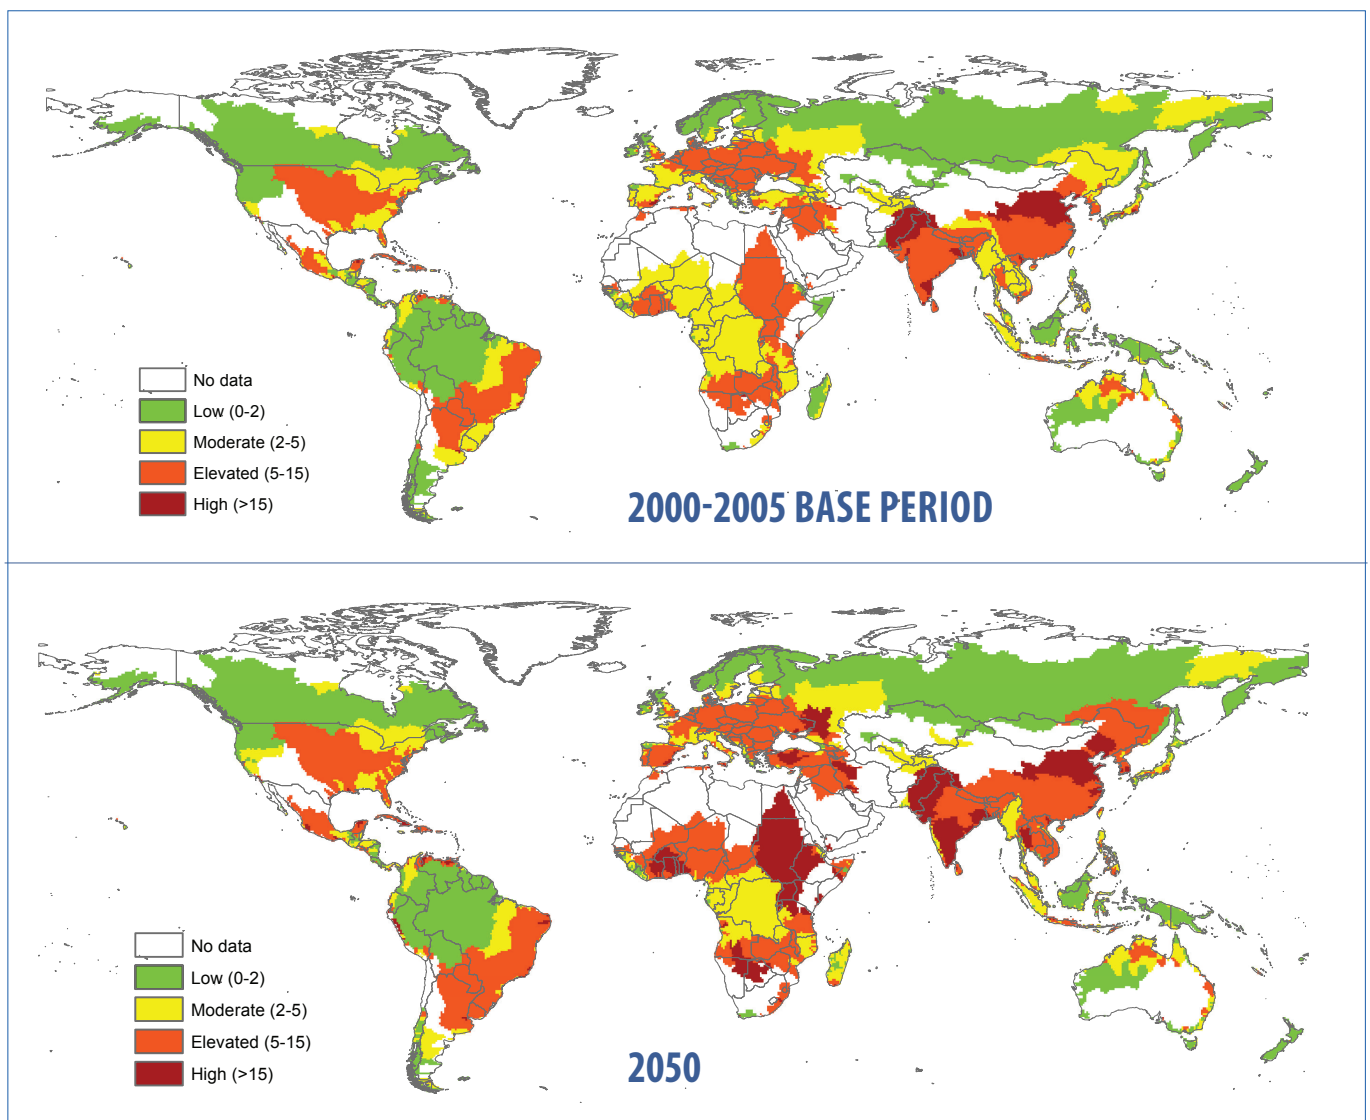 No data
Low (0-2)
Moderate (2-5)
Elevated (5-15)
High (>15)
2000-2005 BASE PERIOD
No data
Low (0-2)
Moderate (2-5)
Elevated (5-15)
High (>15)
2050